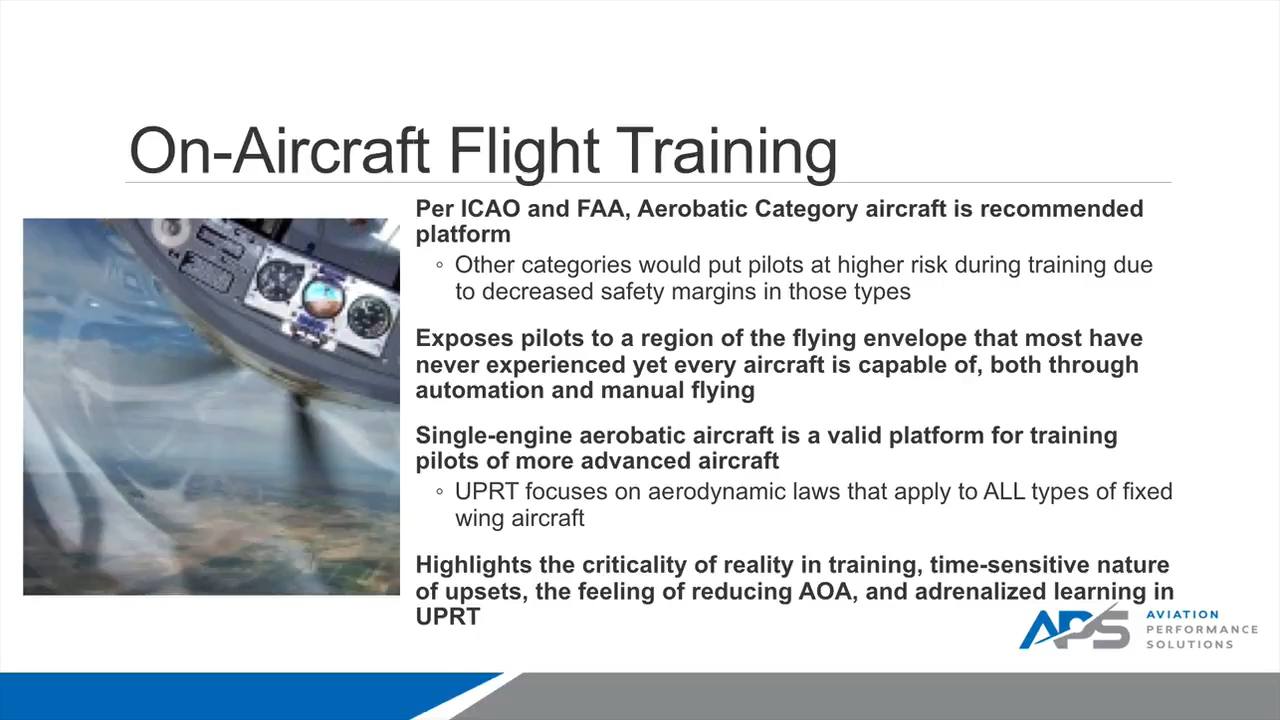 On-Aircraft Flight Training
Per ICAO and FAA, Aerobatic Category aircraft is recommended
platform
◦ Other categories would put pilots at higher risk during training due
to decreased safety margins in those types
Exposes pilots to a region of the flying envelope that most have
never experienced yet every aircraft is capable of, both through
automation and manual flying
Single-engine aerobatic aircraft is a valid platform for training
pilots of more advanced aircraft
◦ UPRT focuses on aerodynamic laws that apply to ALL types of fixed
wing aircraft
Highlights the criticality of reality in training, time-sensitive nature
of upsets, the feeling of reducing AOA, and adrenalized learning in
UPRT
APS
AVIATION
PERFORMANCE
SOLUTIONS